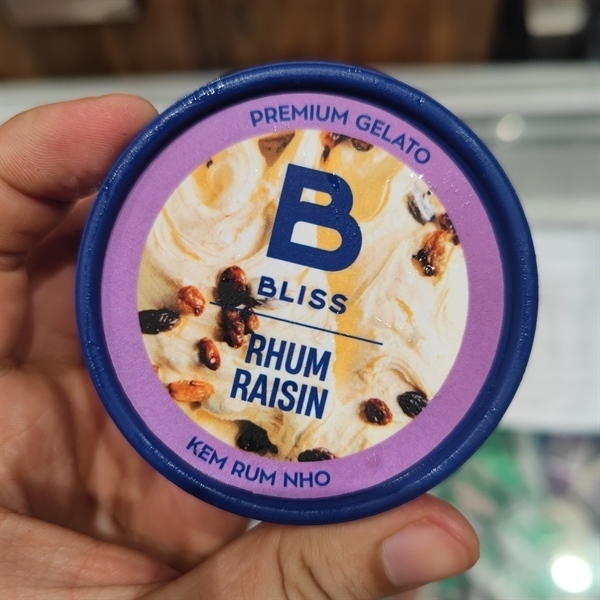 PREMIUM GELATO
B
BLISS
RHUM
RAISIN
KEM RUM NHO